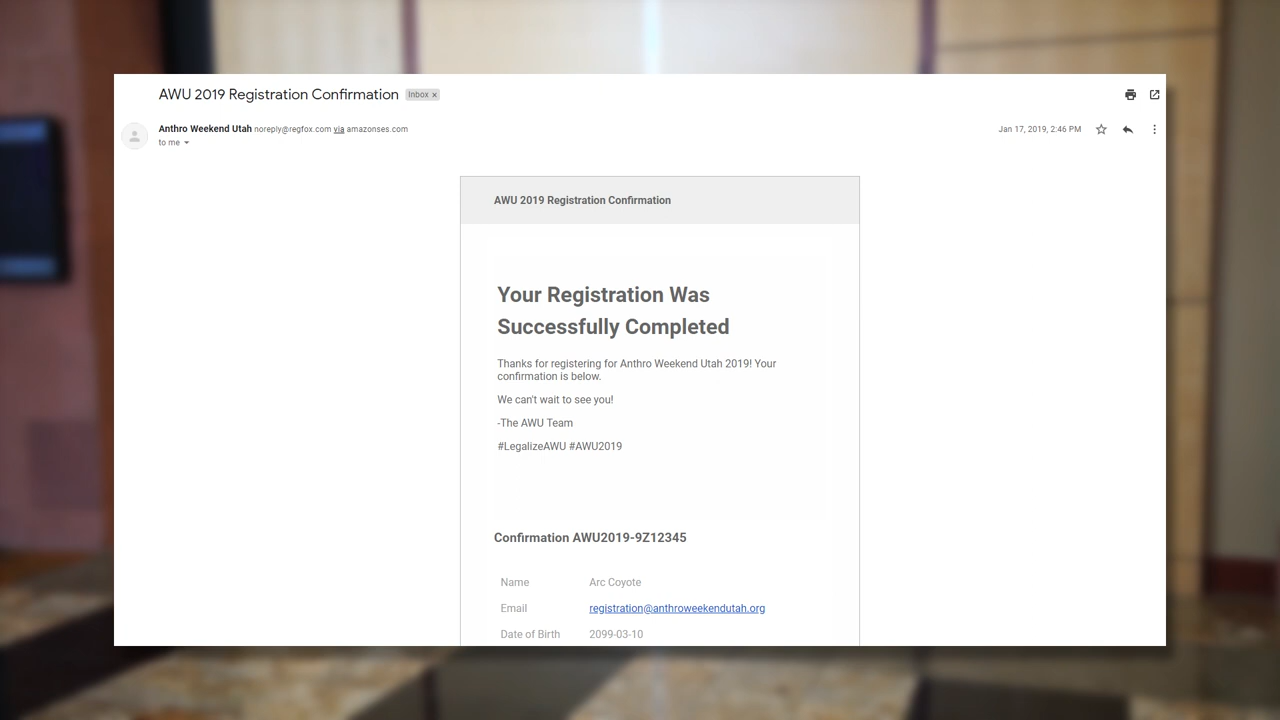 AWU 2019 Registration Confirmation Inbox x
Anthro Weekend Utah noreply@regfox.com via amazonses.com Jan 17, 2019, 2:46 PM
to me
AWU 2019 Registration Confirmation
Your Registration Was
Successfully Completed
Thanks for registering for Anthro Weekend Utah 2019! Your
confirmation is below.
We can't wait to see you!
-The AWU Team
#LegalizeAWU #AWU2019
Confirmation AWU2019-9Z12345
Name Arc Coyote
Email registration@anthroweekendutah.org
Date of Birth 2099-03-10